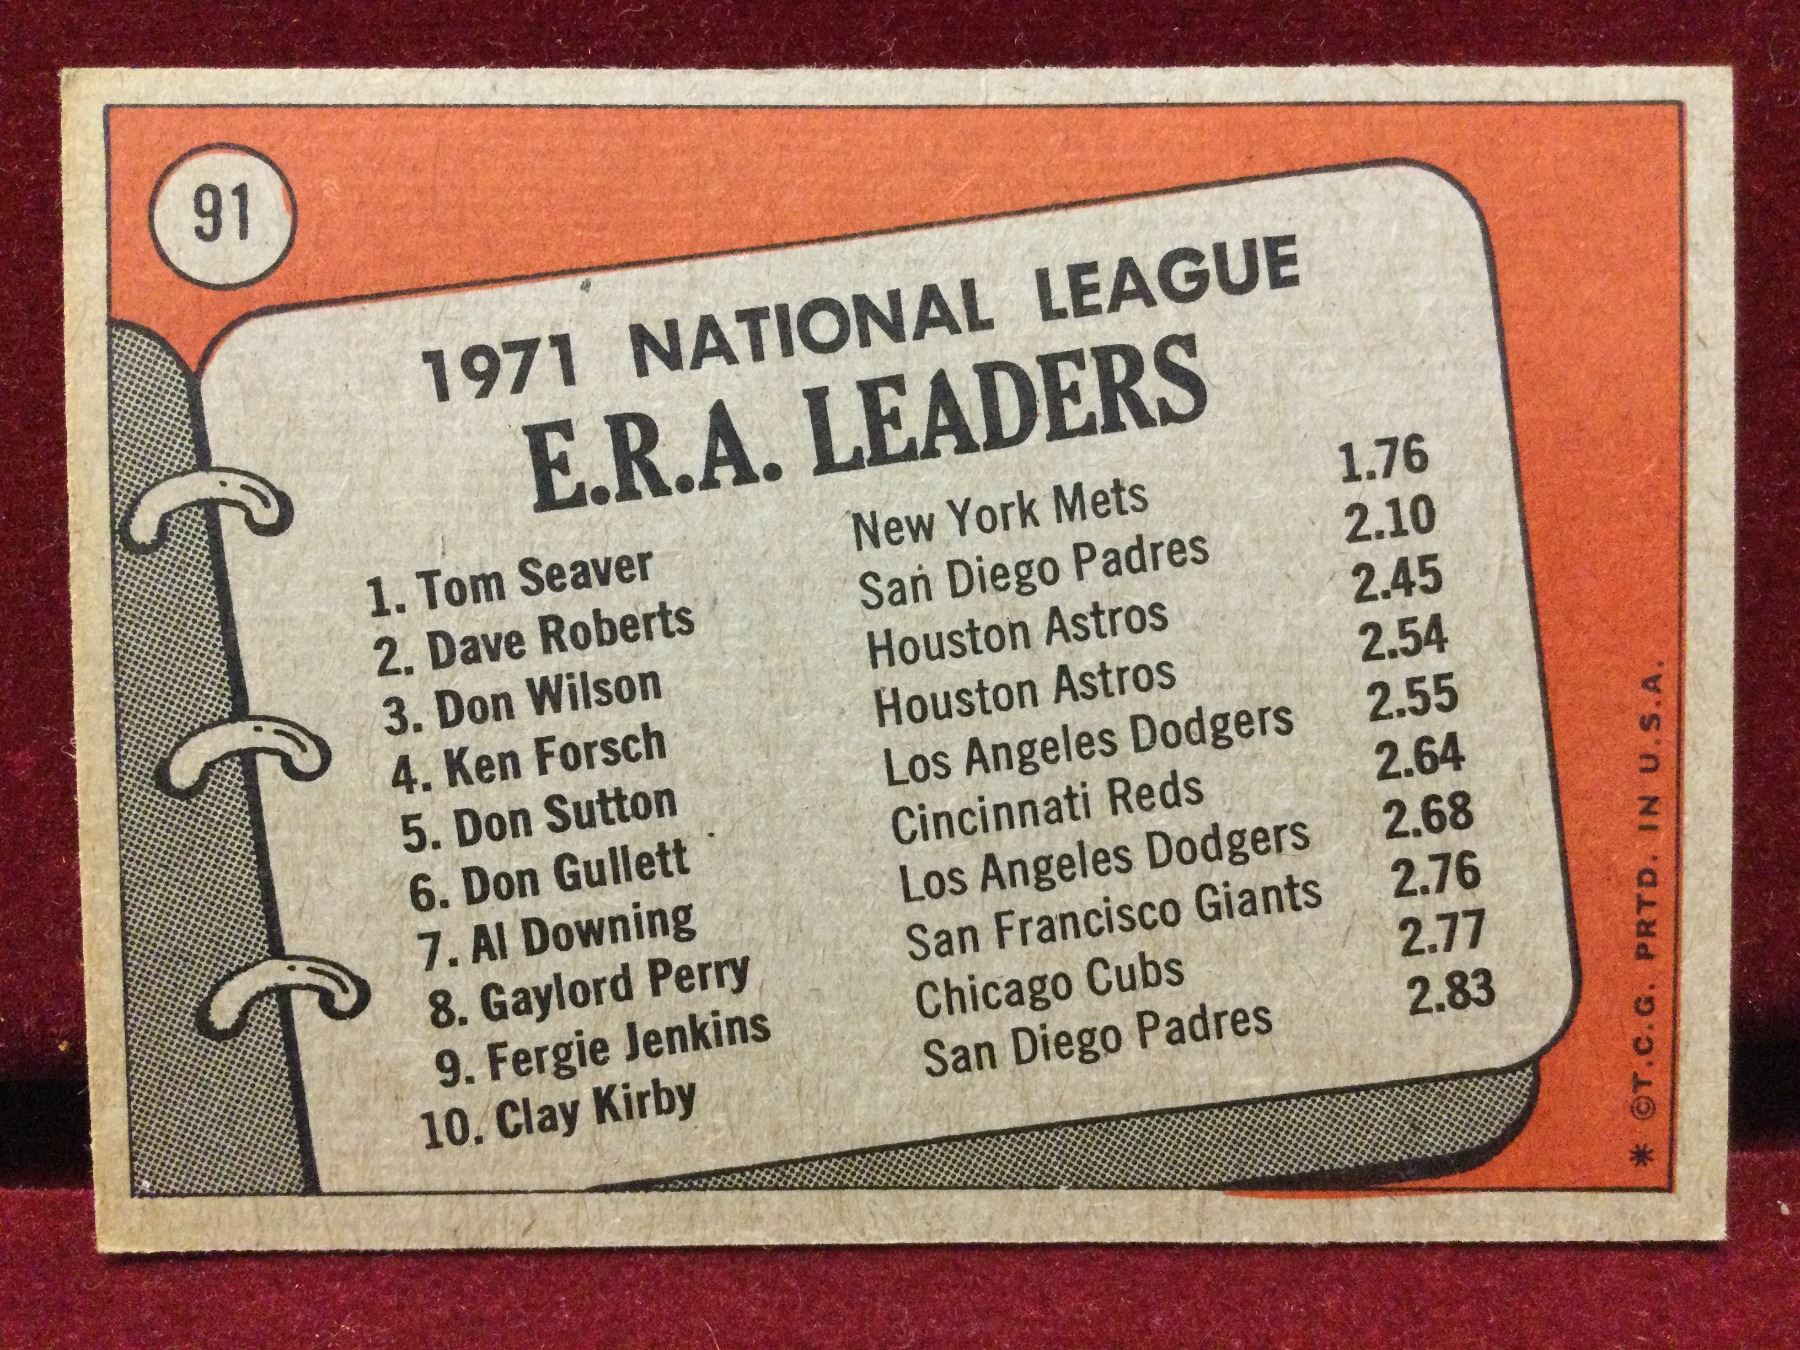 91
1971 NATIONAL LEAGUE
E.R.A. LEADERS
1. Tom Seaver New York Mets 1.76
2. Dave Roberts San Diego Padres 2.10
3. Don Wilson Houston Astros 2.45
4. Ken Forsch Houston Astros 2.54
5. Don Sutton Los Angeles Dodgers 2.55
6. Don Gullett Cincinnati Reds 2.64
7. Al Downing Los Angeles Dodgers 2.68
8. Gaylord Perry San Francisco Giants 2.76
9. Fergie Jenkins Chicago Cubs 2.77
10. Clay Kirby San Diego Padres 2.83
* ©T.C.G. PRTD. IN U.S.A.